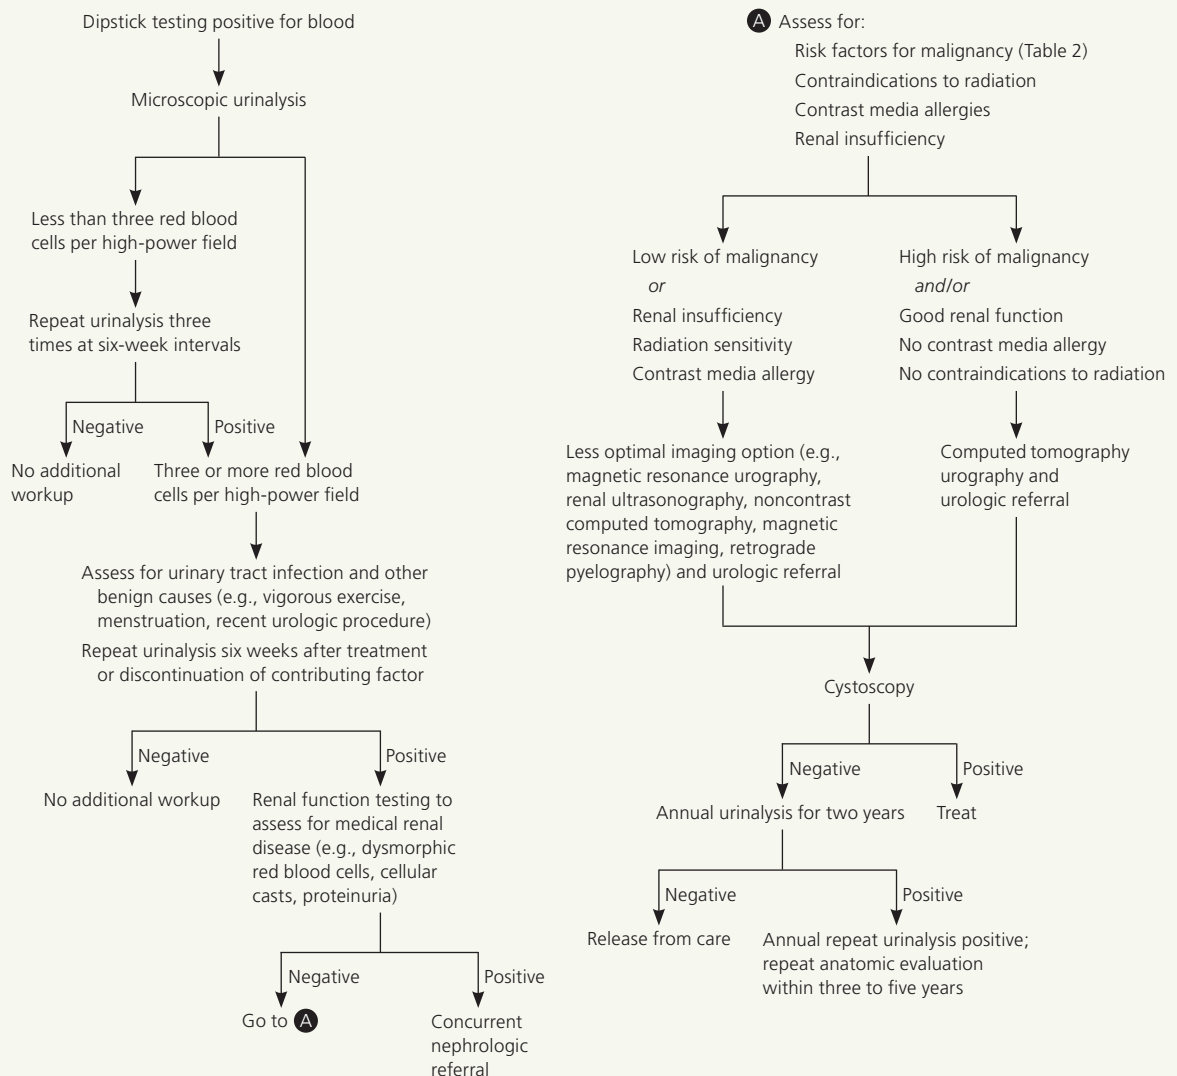 Dipstick testing positive for blood
Microscopic urinalysis
Less than three red blood
cells per high-power field
Repeat urinalysis three
times at six-week intervals
Negative
Positive
No additional
workup
Three or more red blood
cells per high-power field
Assess for urinary tract infection and other
benign causes (e.g., vigorous exercise,
menstruation, recent urologic procedure)
Repeat urinalysis six weeks after treatment
or discontinuation of contributing factor
Negative
Positive
No additional workup
Renal function testing to
assess for medical renal
disease (e.g., dysmorphic
red blood cells, cellular
casts, proteinuria)
Negative
Positive
Go to A
Concurrent
nephrologic
referral
A Assess for:
Risk factors for malignancy (Table 2)
Contraindications to radiation
Contrast media allergies
Renal insufficiency
Low risk of malignancy
or
Renal insufficiency
Radiation sensitivity
Contrast media allergy
High risk of malignancy
and/or
Good renal function
No contrast media allergy
No contraindications to radiation
Less optimal imaging option (e.g.,
magnetic resonance urography,
renal ultrasonography, noncontrast
computed tomography, magnetic
resonance imaging, retrograde
pyelography) and urologic referral
Computed tomography
urography and
urologic referral
Cystoscopy
Negative
Positive
Annual urinalysis for two years
Treat
Negative
Positive
Release from care
Annual repeat urinalysis positive;
repeat anatomic evaluation
within three to five years